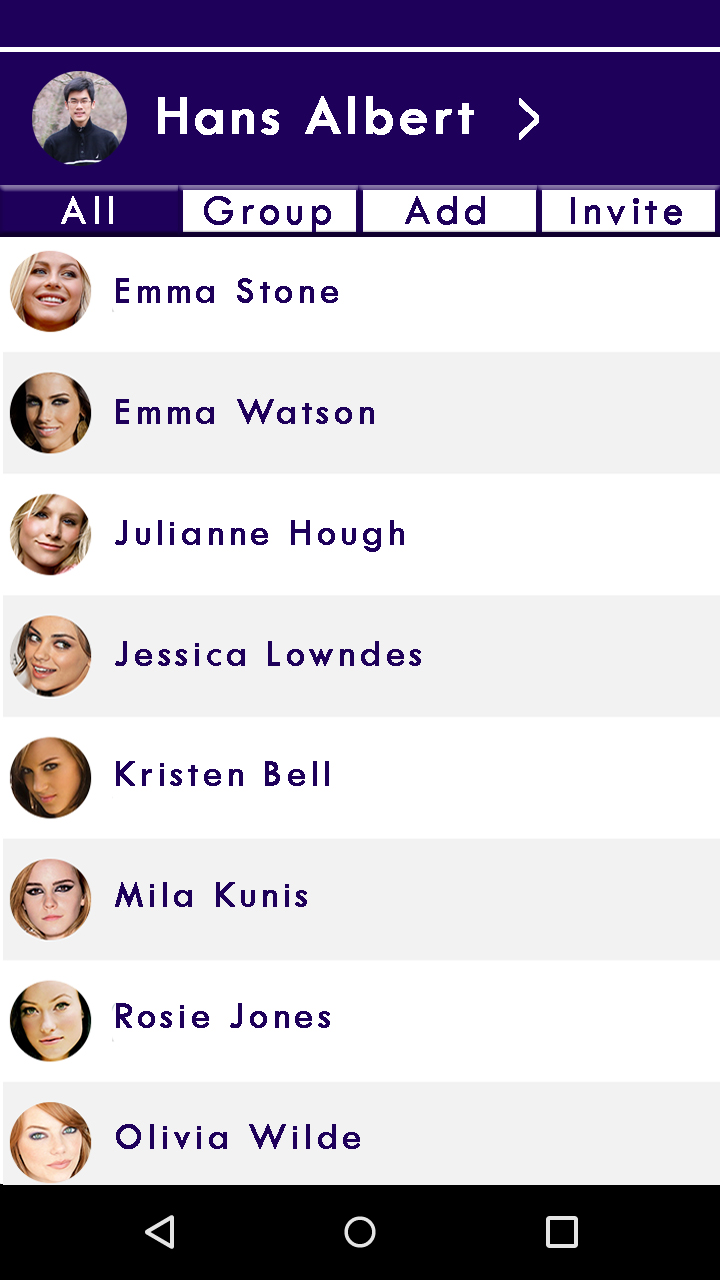 Hans Albert
All Group Add Invite
Emma Stone
Emma Watson
Julianne Hough
Jessica Lowndes
Kristen Bell
Mila Kunis
Rosie Jones
Olivia Wilde